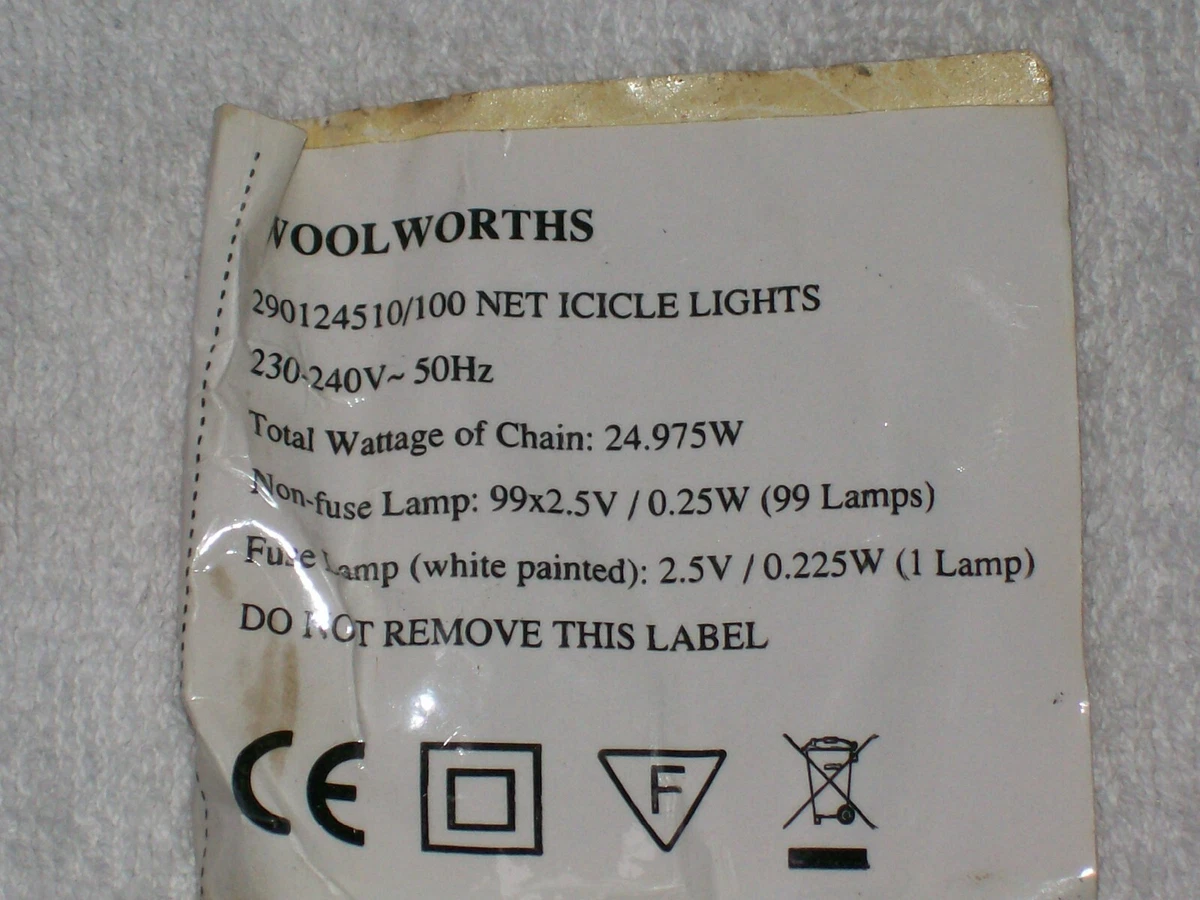 WOOLWORTHS
290124510/100 NET ICICLE LIGHTS
230-240V~ 50Hz
Total Wattage of Chain: 24.975W
Non-fuse Lamp: 99x2.5V / 0.25W (99 Lamps)
Fuse Lamp (white painted): 2.5V / 0.225W (1 Lamp)
DO NOT REMOVE THIS LABEL
CE F